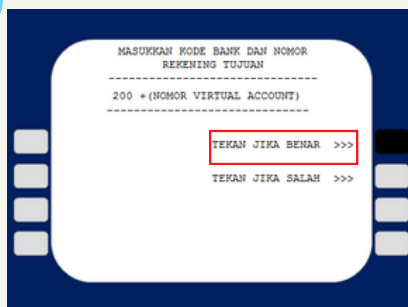 MASUKKAN KODE BANK DAN NOMOR
REKENING TUJUAN
--------------------------------
200 +(NOMOR VIRTUAL ACCOUNT)
-------------------------------
TEKAN JIKA BENAR >>>
TEKAN JIKA SALAH >>>